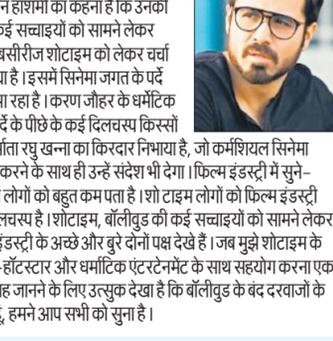 न हाशमी का कहना है कि उनकी
कई सच्चाइयों को सामने लेकर
बसीरीज शोटाइम को लेकर चर्चा
या है। इसमें सिनेमा जगत के पर्दे
सा रहा है। करण जौहर के धर्मेटिक
र्दे के पीछे के कई दिलचस्प किस्सों
र्माता रघु खन्ना का किरदार निभाया है, जो कर्मशियल सिनेमा
करने के साथ ही उन्हें संदेश भी देगा। फिल्म इंडस्ट्री में सुने-
लोगों को बहुत कम पता है। शो टाइम लोगों को फिल्म इंडस्ट्री
लचस्प है। शोटाइम, बॉलीवुड की कई सच्चाइयों को सामने लेकर
इंडस्ट्री के अच्छे और बुरे दोनों पक्ष देखे हैं। जब मुझे शोटाइम के
-हॉटस्टार और धर्माटिक एंटरटेनमेंट के साथ सहयोग करना एक
ह जानने के लिए उत्सुक देखा है कि बॉलीवुड के बंद दरवाजों के
हमने आप सभी को सुना है।